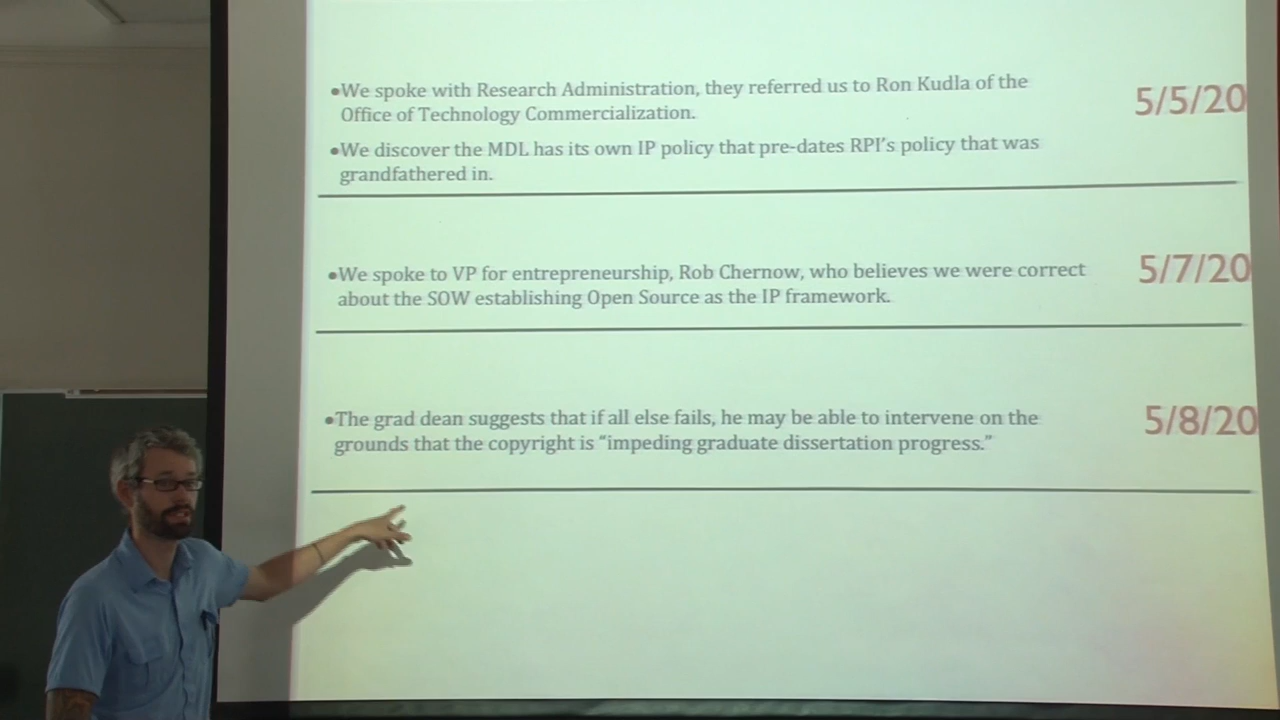 •We spoke with Research Administration, they referred us to Ron Kudla of the
Office of Technology Commercialization.
5/5/20
•We discover the MDL has its own IP policy that pre-dates RPI's policy that was
grandfathered in.
•We spoke to VP for entrepreneurship, Rob Chernow, who believes we were correct
about the SOW establishing Open Source as the IP framework.
5/7/20
•The grad dean suggests that if all else fails, he may be able to intervene on the
grounds that the copyright is “impeding graduate dissertation progress.”
5/8/20